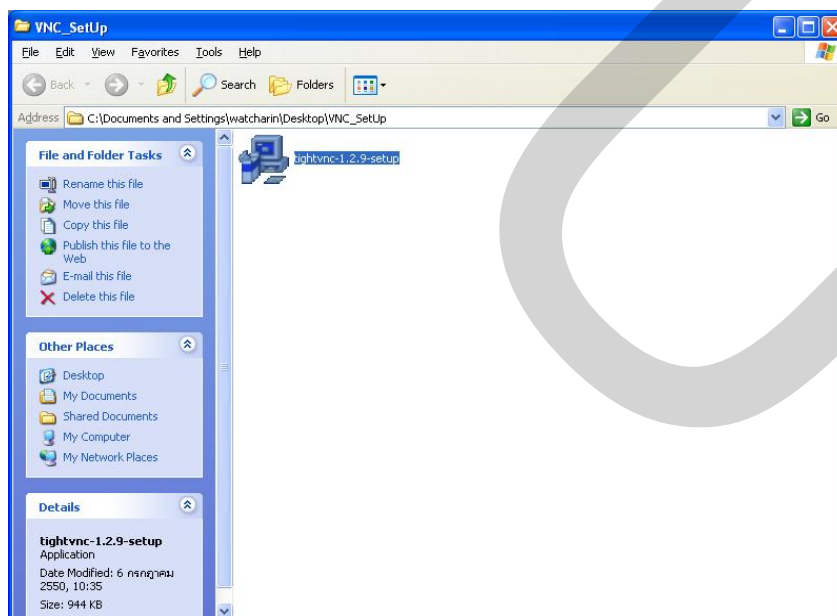 VNC_SetUp
File Edit View Favorites Tools Help
Back Search Folders
Address C:\Documents and Settings\watcharin\Desktop\VNC_SetUp Go
File and Folder Tasks
Rename this file
Move this file
Copy this file
Publish this file to the
Web
E-mail this file
Delete this file
Other Places
Desktop
My Documents
Shared Documents
My Computer
My Network Places
Details
tightvnc-1.2.9-setup
Application
Date Modified: 6 กรกฎาคม
2550, 10:35
Size: 944 KB
tightvnc-1.2.9-setup